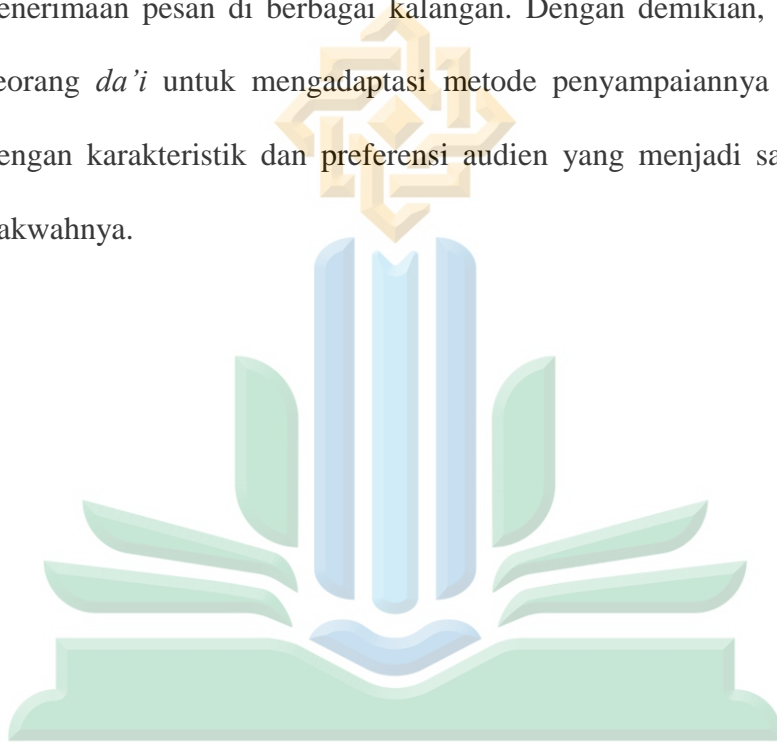 enerimaan pesan di berbagai kalangan. Dengan demikian,
eorang da’i untuk mengadaptasi metode penyampaiannya
engan karakteristik dan preferensi audien yang menjadi sa
akwahnya.